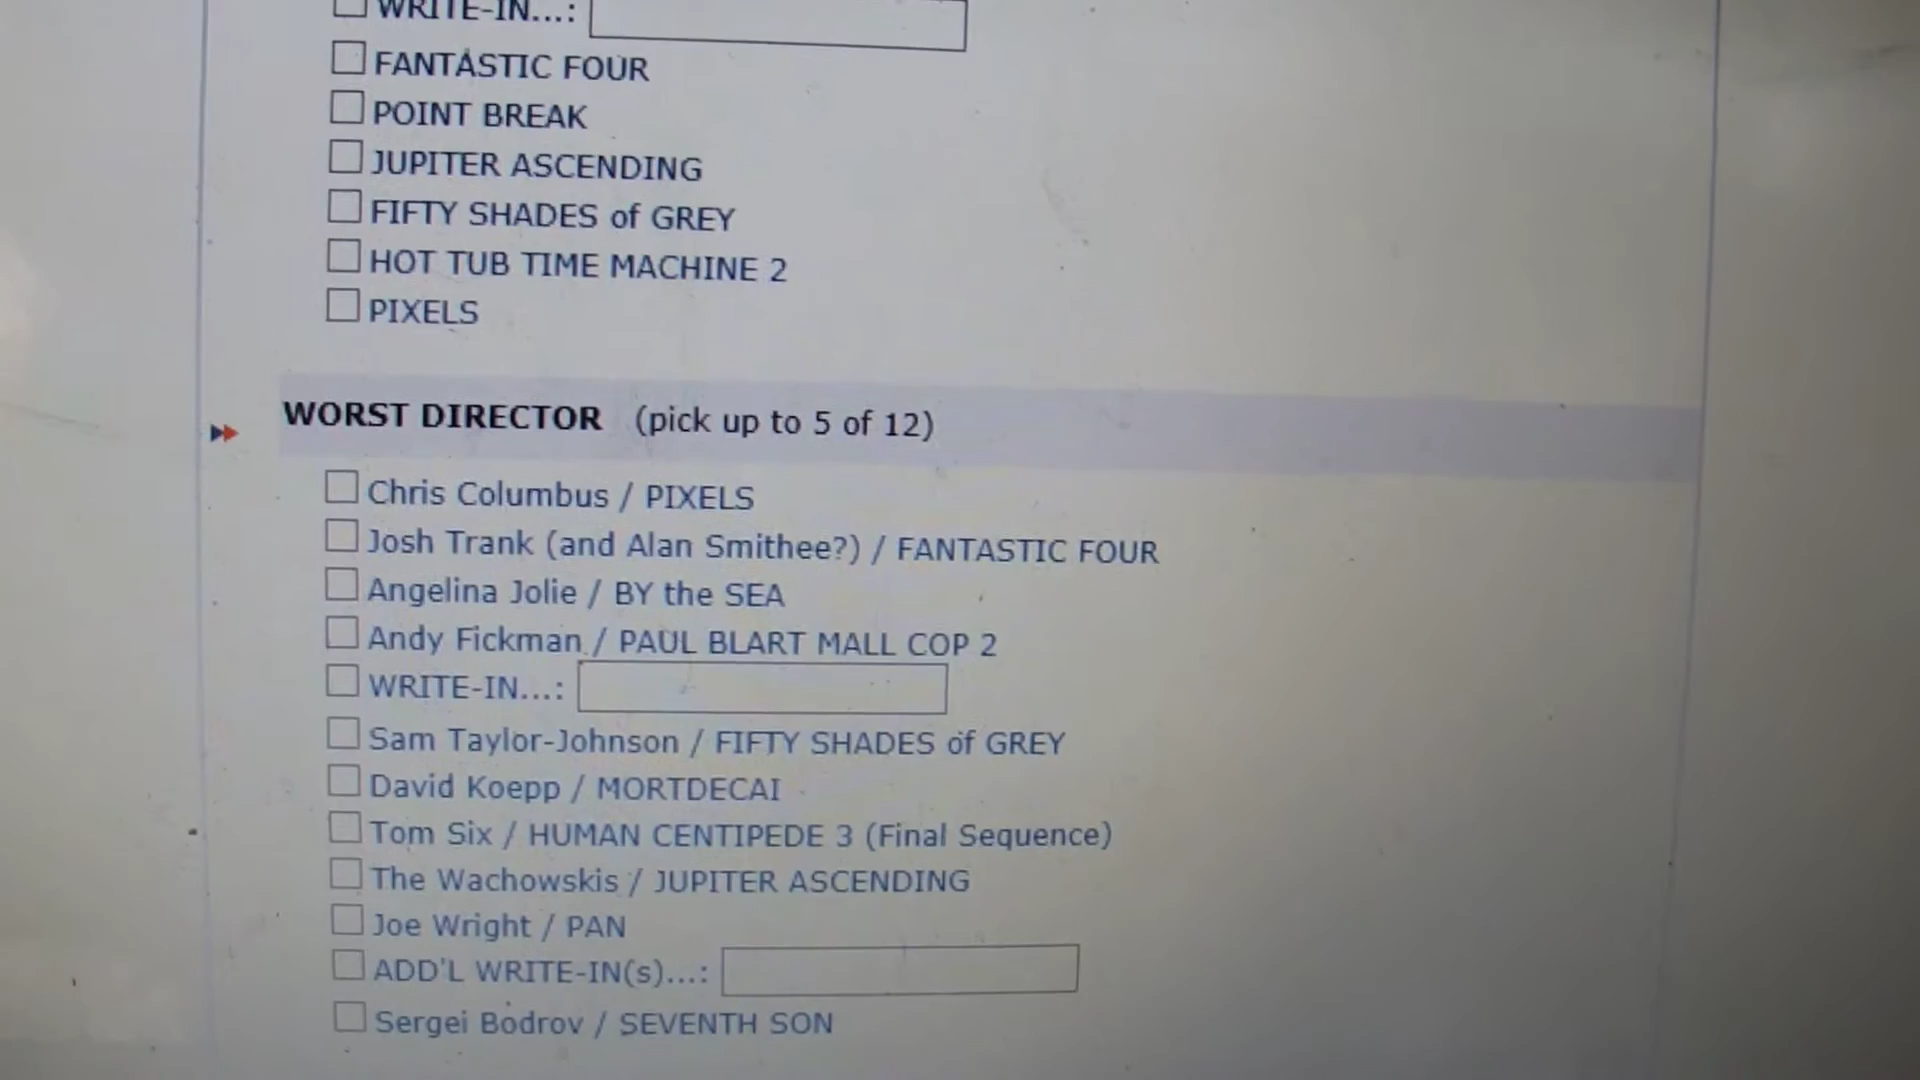 WRITE-IN...:
FANTASTIC FOUR
POINT BREAK
JUPITER ASCENDING
FIFTY SHADES of GREY
HOT TUB TIME MACHINE 2
PIXELS
WORST DIRECTOR (pick up to 5 of 12)
Chris Columbus / PIXELS
Josh Trank (and Alan Smithee?) / FANTASTIC FOUR
Angelina Jolie / BY the SEA
Andy Fickman / PAUL BLART MALL COP 2
WRITE-IN...:
Sam Taylor-Johnson / FIFTY SHADES of GREY
David Koepp / MORTDECAI
Tom Six / HUMAN CENTIPEDE 3 (Final Sequence)
The Wachowskis / JUPITER ASCENDING
Joe Wright / PAN
ADD'L WRITE-IN(s)...:
Sergei Bodrov / SEVENTH SON